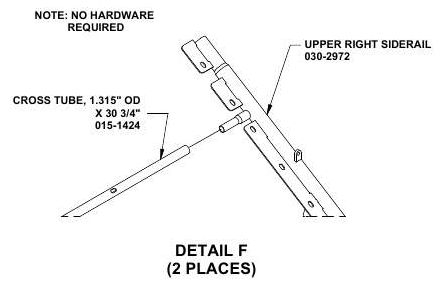 NOTE: NO HARDWARE
REQUIRED
UPPER RIGHT SIDERAIL
030-2972
CROSS TUBE, 1.315" OD
X 30 3/4"
015-1424
DETAIL F
(2 PLACES)